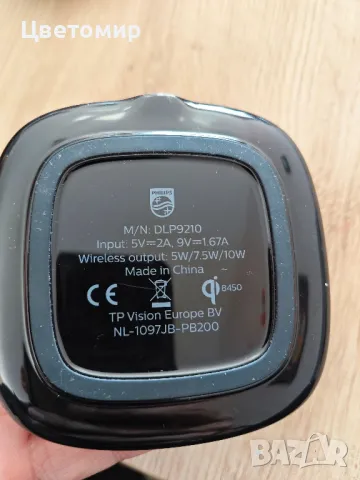 Цветомир
PHILIPS
M/N: DLP9210
Input: 5V⎓2A, 9V⎓1.67A
Wireless output: 5W/7.5W/10W
Made in China
CE qi B450
TP Vision Europe BV
NL-1097JB-PB200
BAZAR